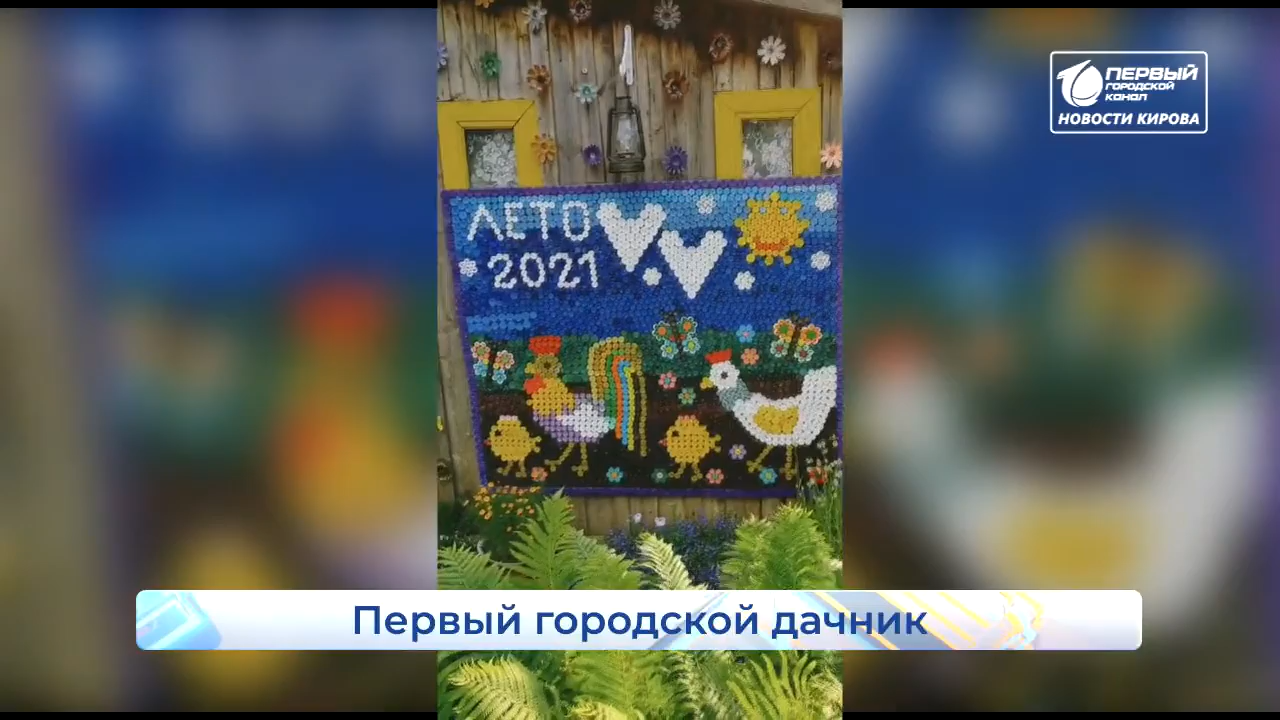 ПЕРВЫЙ
ГОРОДСКОЙ
КАНАЛ
НОВОСТИ КИРОВА
ЛЕТО
2021
Первый городской дачник